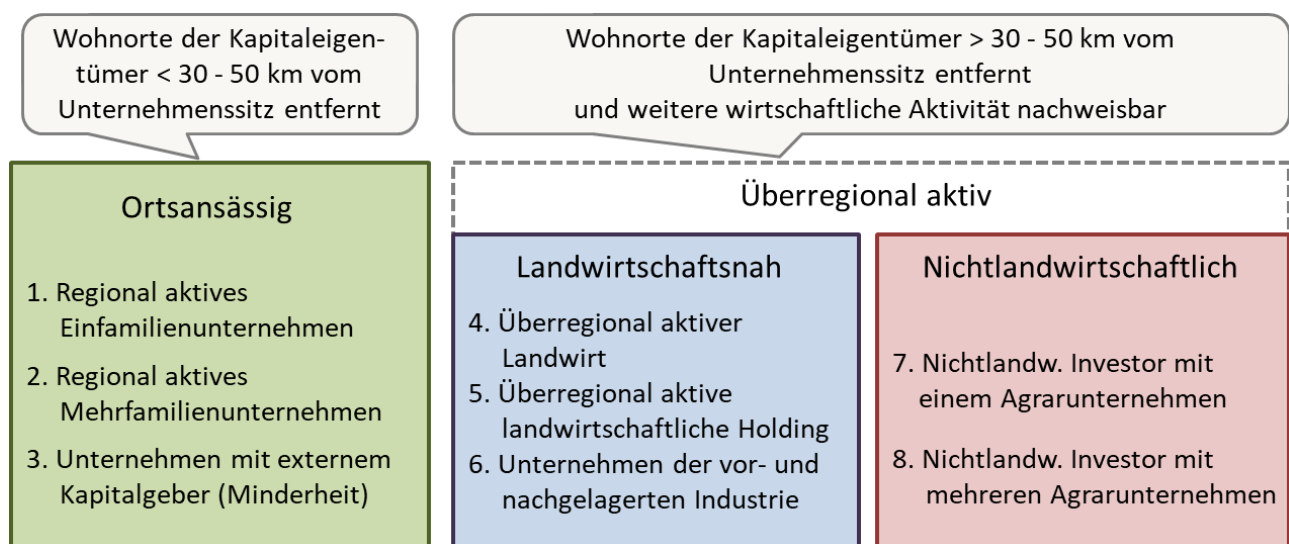 Wohnorte der Kapitaleigen-
tümer < 30 - 50 km vom
Unternehmenssitz entfernt
Wohnorte der Kapitaleigentümer > 30 - 50 km vom
Unternehmenssitz entfernt
und weitere wirtschaftliche Aktivität nachweisbar
Ortsansässig
1. Regional aktives
Einfamilienunternehmen
2. Regional aktives
Mehrfamilienunternehmen
3. Unternehmen mit externem
Kapitalgeber (Minderheit)
Überregional aktiv
Landwirtschaftsnah
4. Überregional aktiver
Landwirt
5. Überregional aktive
landwirtschaftliche Holding
6. Unternehmen der vor- und
nachgelagerten Industrie
Nichtlandwirtschaftlich
7. Nichtlandw. Investor mit
einem Agrarunternehmen
8. Nichtlandw. Investor mit
mehreren Agrarunternehmen